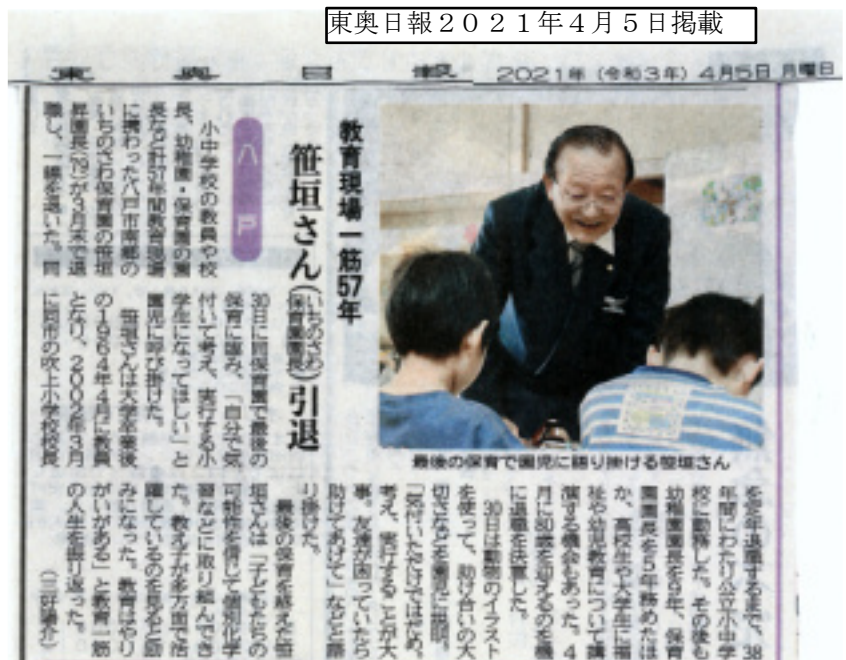 東奥日報２０２１年４月５日掲載
東奥日報
2021年（令和3年）4月5日 月曜日
教育現場一筋57年
笹垣さん（いちのさわ保育園園長）引退
八戸
最後の保育で園児に語り掛ける笹垣さん
小中学校の教員や校
長、幼稚園・保育園の園
長など計57年間教育現場
に携わった八戸市南郷の
いちのさわ保育園の笹垣
昇園長(79)が3月末で退
職し、一線を退いた。同
30日に同保育園で最後の
保育に臨み、「自分で気
付いて考え、実行する小
学生になってほしい」と
園児に呼び掛けた。
笹垣さんは大学卒業後
の1964年4月に教員
となり、2002年3月
に同市の吹上小学校校長
を定年退職するまで、38
年間にわたり公立小中学
校に勤務した。その後も
幼稚園園長を9年、保育
園園長を5年務めたほ
か、高校生や大学生に福
祉や幼児教育について講
演する機会もあった。4
月に80歳を迎えるのを機
に退職を決意した。
30日は動物のイラスト
を使って、助け合いの大
切さなどを園児に説明。
「気付いただけではだめ。
考え、実行することが大
事。友達が困っていたら
助けてあげて」などと語
り掛けた。
最後の保育を終えた笹
垣さんは「子どもたちの
可能性を信じて個別化学
習などに取り組んでき
た。教え子が多方面で活
躍しているのを見ると励
みになった。教育はやり
がいがある」と教育一筋
の人生を振り返った。
（三好陽介）